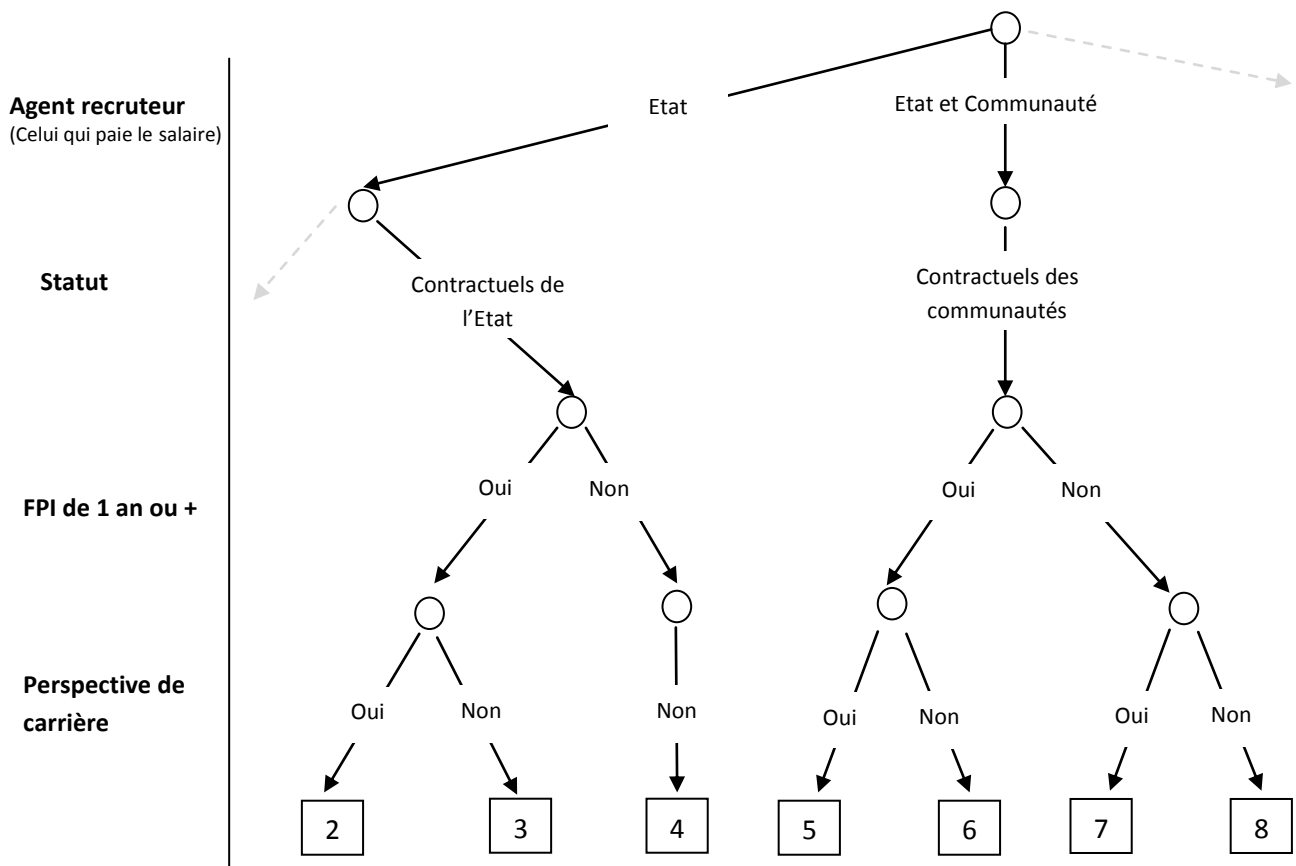 Agent recruteur
(Celui qui paie le salaire)
Etat
Etat et Communauté
Statut
Contractuels de
l'Etat
Contractuels des
communautés
FPI de 1 an ou +
Oui
Non
Oui
Non
Perspective de
carrière
Oui
Non
Non
Oui
Non
Oui
Non
2
3
4
5
6
7
8